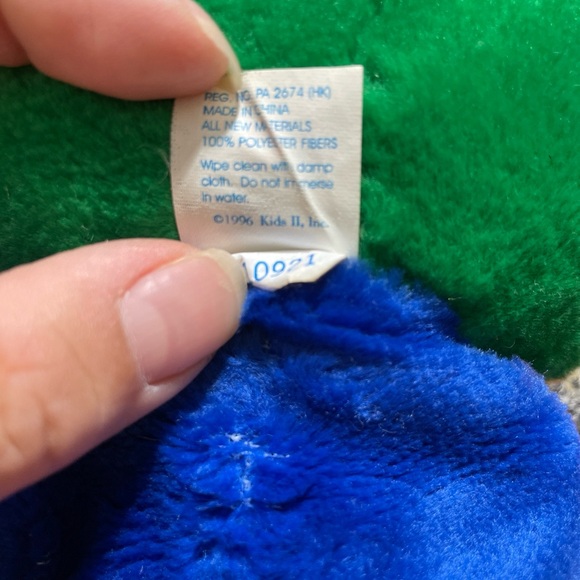 REG. NO PA 2674 (HK)
MADE IN CHINA
ALL NEW MATERIALS
100% POLYESTER FIBERS
Wipe clean with damp
cloth. Do not immerse
in water.
©1996 Kids II, Inc.
10921